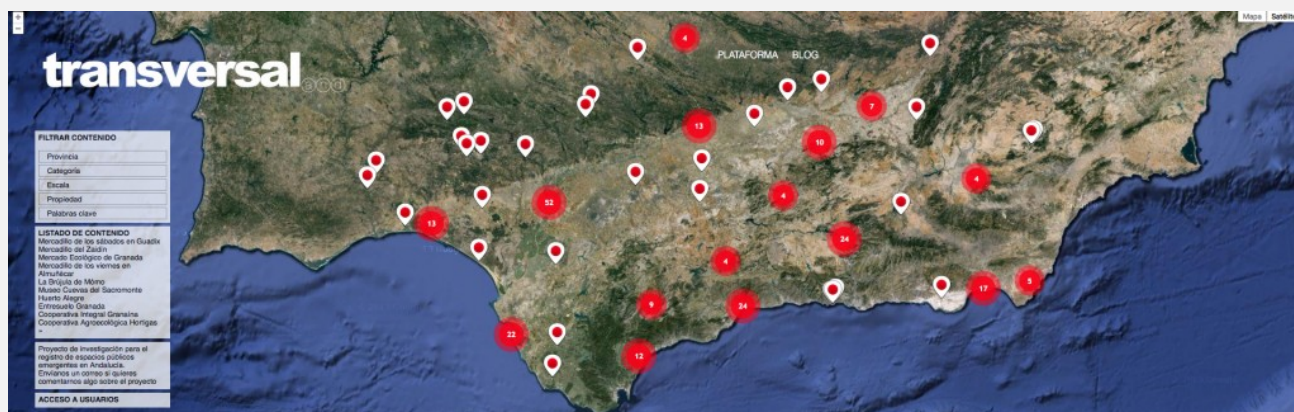 +
−
Mapa Satélite
transversal
PLATAFORMA BLOG
FILTRAR CONTENIDO
Provincia
Categoría
Escala
Propiedad
Palabras clave
LISTADO DE CONTENIDO
Mercadillo de los sábados en Guadix
Mercadillo del Zaidín
Mercado Ecológico de Granada
Mercadillo de los viernes en
Almuñécar
La Brújula de Momo
Museo Cuevas del Sacromonte
Huerto Alegre
Entresuelo Granada
Cooperativa Integral Granaína
Cooperativa Agroecológica Hortigas
Proyecto de investigación para el
registro de espacios públicos
emergentes en Andalucía.
Envíanos un correo si quieres
comentarnos algo sobre el proyecto
ACCESO A USUARIOS
4
7
13
10
4
4
52
13
24
4
17
5
9
24
22
12